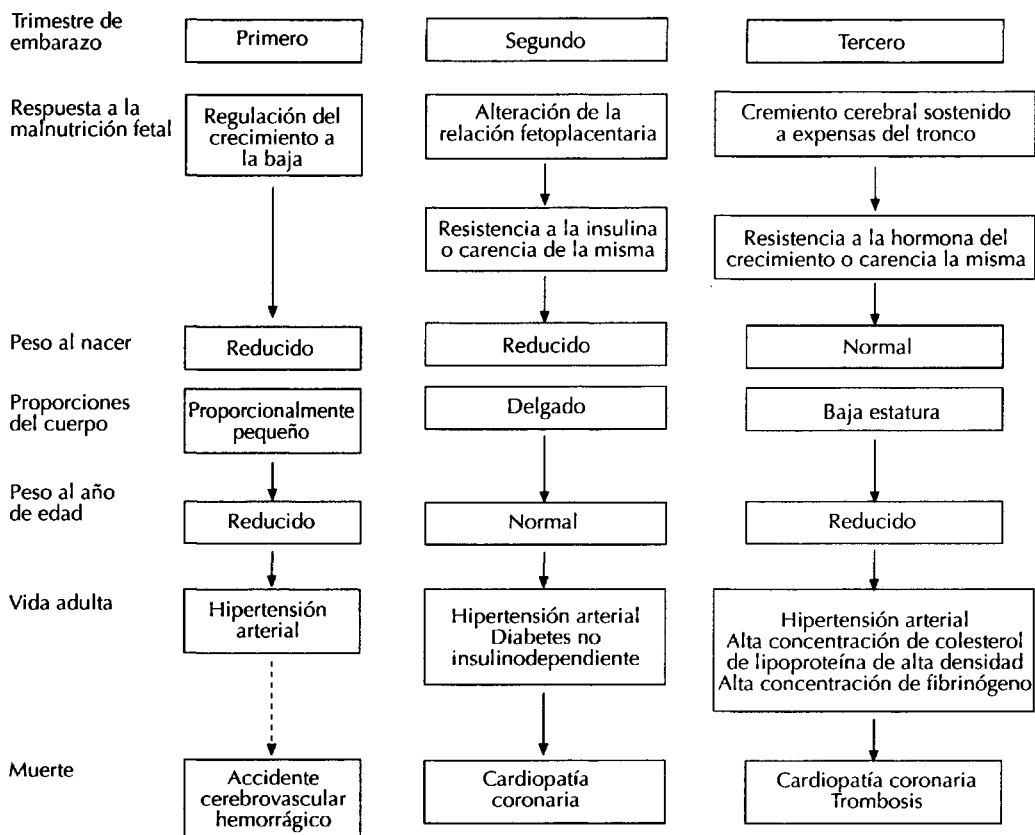 Trimestre de
embarazo
Primero
Segundo
Tercero
Respuesta a la
malnutrición fetal
Regulación del
crecimiento a
la baja
Alteración de la
relación fetoplacentaria
Cremiento cerebral sostenido
a expensas del tronco
Resistencia a la insulina
o carencia de la misma
Resistencia a la hormona del
crecimiento o carencia la misma
Peso al nacer
Reducido
Reducido
Normal
Proporciones
del cuerpo
Proporcionalmente
pequeño
Delgado
Baja estatura
Peso al año
de edad
Reducido
Normal
Reducido
Vida adulta
Hipertensión
arterial
Hipertensión arterial
Diabetes no
insulinodependiente
Hipertensión arterial
Alta concentración de colesterol
de lipoproteína de alta densidad
Alta concentración de fibrinógeno
Muerte
Accidente
cerebrovascular
hemorrágico
Cardiopatía
coronaria
Cardiopatía coronaria
Trombosis